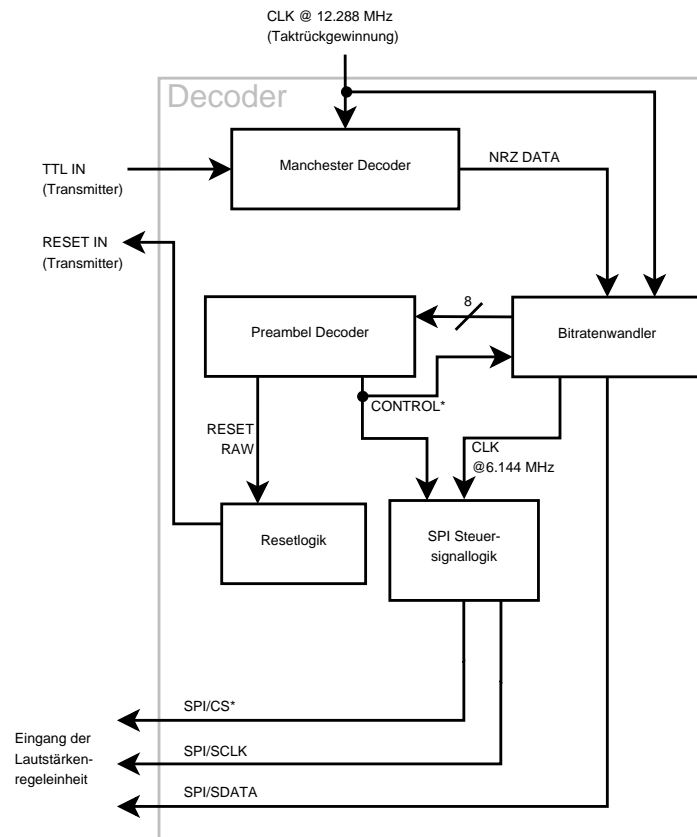 CLK @ 12.288 MHz
(Taktrückgewinnung)
Decoder
Manchester Decoder
NRZ DATA
TTL IN
(Transmitter)
RESET IN
(Transmitter)
8
Preambel Decoder
Bitratenwandler
CONTROL*
RESET
RAW
CLK
@6.144 MHz
Resetlogik
SPI Steuer-
signallogik
SPI/CS*
Eingang der
Lautstärken-
regeleinheit
SPI/SCLK
SPI/SDATA